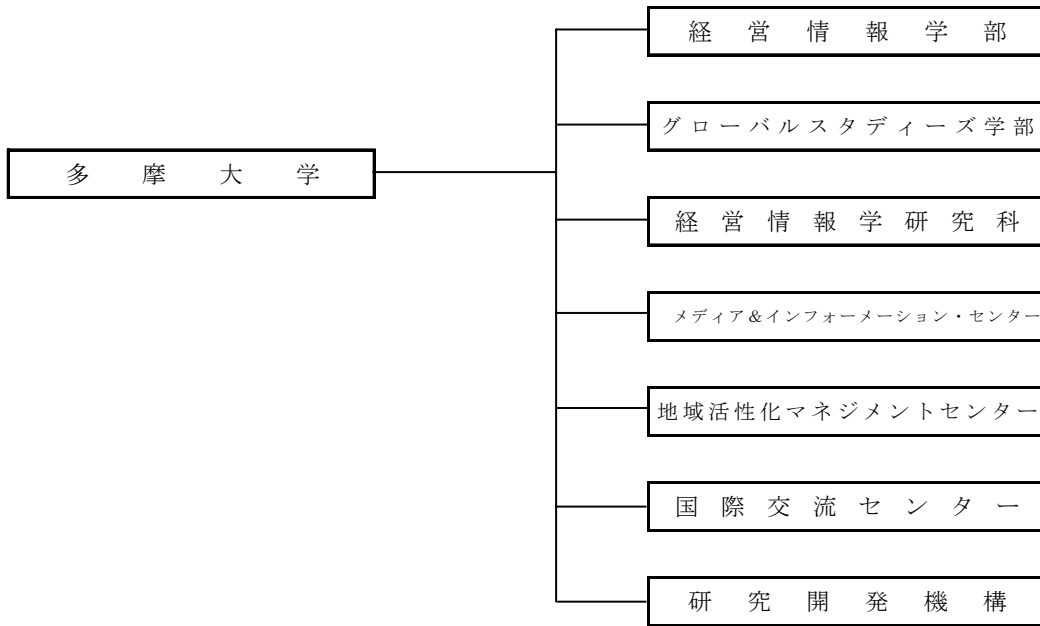 経営情報学部
グローバルスタディーズ学部
多摩大学
経営情報学研究科
メディア&インフォーメーション・センター
地域活性化マネジメントセンター
国際交流センター
研究開発機構